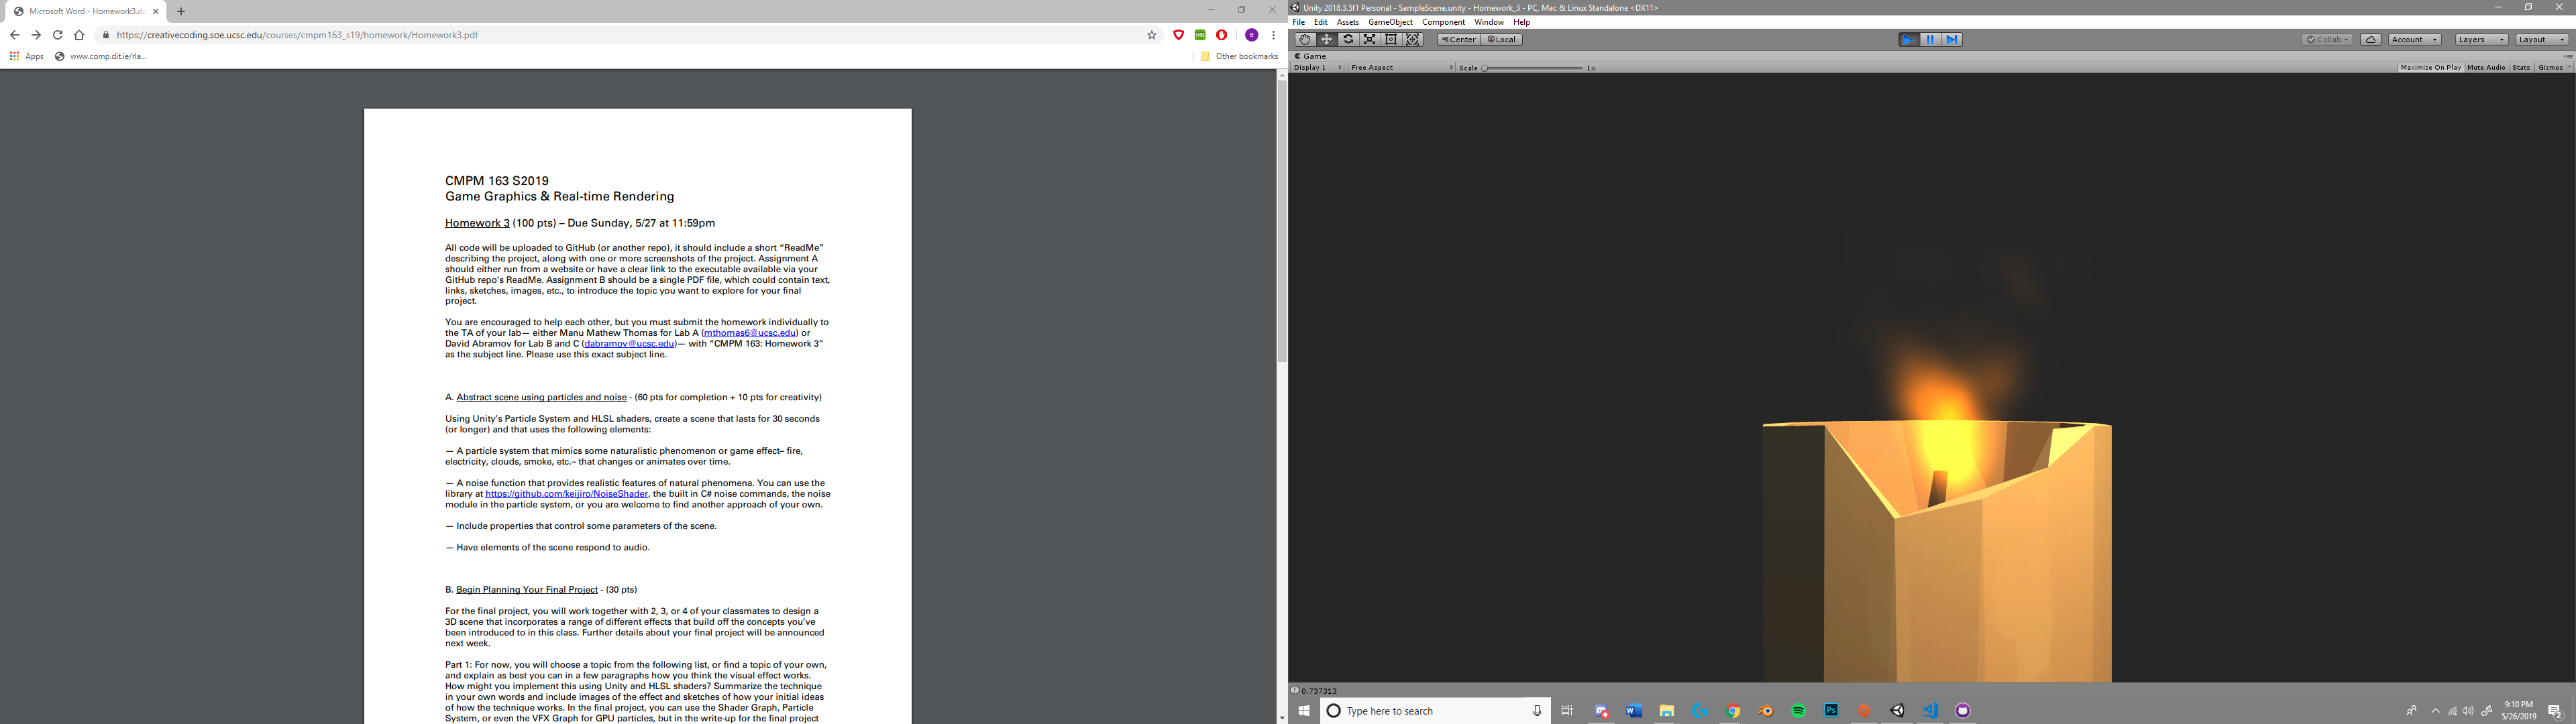 Microsoft Word - Homework3.do
https://creativecoding.soe.ucsc.edu/courses/cmpm163_s19/homework/Homework3.pdf
Apps
www.comp.dit.ie/rla...
Other bookmarks
CMPM 163 S2019
Game Graphics & Real-time Rendering
Homework 3 (100 pts) – Due Sunday, 5/27 at 11:59pm
All code will be uploaded to GitHub (or another repo), it should include a short “ReadMe”
describing the project, along with one or more screenshots of the project. Assignment A
should either run from a website or have a clear link to the executable available via your
GitHub repo’s ReadMe. Assignment B should be a single PDF file, which could contain text,
links, sketches, images, etc., to introduce the topic you want to explore for your final
project.
You are encouraged to help each other, but you must submit the homework individually to
the TA of your lab— either Manu Mathew Thomas for Lab A (mthomas6@ucsc.edu) or
David Abramov for Lab B and C (dabramov@ucsc.edu)— with “CMPM 163: Homework 3”
as the subject line. Please use this exact subject line.
A. Abstract scene using particles and noise - (60 pts for completion + 10 pts for creativity)
Using Unity’s Particle System and HLSL shaders, create a scene that lasts for 30 seconds
(or longer) and that uses the following elements:
— A particle system that mimics some naturalistic phenomenon or game effect– fire,
electricity, clouds, smoke, etc.– that changes or animates over time.
— A noise function that provides realistic features of natural phenomena. You can use the
library at https://github.com/keijiro/NoiseShader, the built in C# noise commands, the noise
module in the particle system, or you are welcome to find another approach of your own.
— Include properties that control some parameters of the scene.
— Have elements of the scene respond to audio.
B. Begin Planning Your Final Project - (30 pts)
For the final project, you will work together with 2, 3, or 4 of your classmates to design a
3D scene that incorporates a range of different effects that build off the concepts you’ve
been introduced to in this class. Further details about your final project will be announced
next week.
Part 1: For now, you will choose a topic from the following list, or find a topic of your own,
and explain as best you can in a few paragraphs how you think the visual effect works.
How might you implement this using Unity and HLSL shaders? Summarize the technique
in your own words and include images of the effect and sketches of how your initial ideas
of how the technique works. In the final project, you can use the Shader Graph, Particle
System, or even the VFX Graph for GPU particles, but in the write-up for the final project
Unity 2018.3.5f1 Personal - SampleScene.unity - Homework_3 - PC, Mac & Linux Standalone <DX11>
File Edit Assets GameObject Component Window Help
Center Local
Collab Account Layers Layout
Game
Display 1 Free Aspect Scale 1x
Maximize On Play Mute Audio Stats Gizmos
0.737313
Type here to search
9:10 PM
5/26/2019